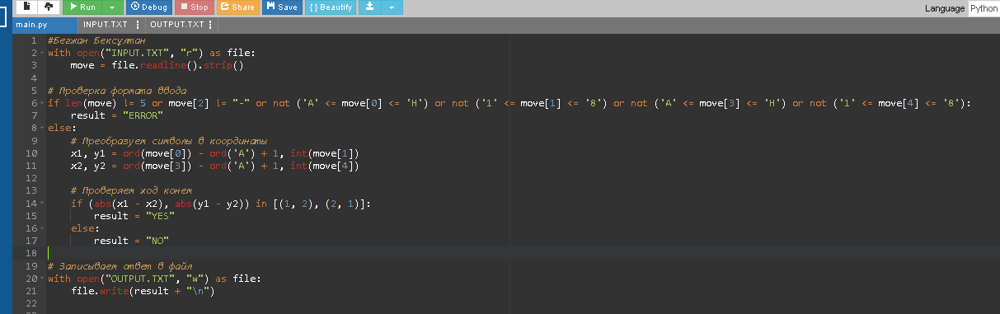 Run Debug Stop Share Save { } Beautify Language Python
main.py INPUT.TXT OUTPUT.TXT
1 #Бегжан Бексұлтан
2 with open("INPUT.TXT", "r") as file:
3 move = file.readline().strip()
4
5 # Проверка формата ввода
6 if len(move) != 5 or move[2] != "-" or not ('A' <= move[0] <= 'H') or not ('1' <= move[1] <= '8') or not ('A' <= move[3] <= 'H') or not ('1' <= move[4] <= '8'):
7 result = "ERROR"
8 else:
9 # Преобразуем символы в координаты
10 x1, y1 = ord(move[0]) - ord('A') + 1, int(move[1])
11 x2, y2 = ord(move[3]) - ord('A') + 1, int(move[4])
12
13 # Проверяем ход конем
14 if (abs(x1 - x2), abs(y1 - y2)) in [(1, 2), (2, 1)]:
15 result = "YES"
16 else:
17 result = "NO"
18
19 # Записываем ответ в файл
20 with open("OUTPUT.TXT", "w") as file:
21 file.write(result + "\n")
22